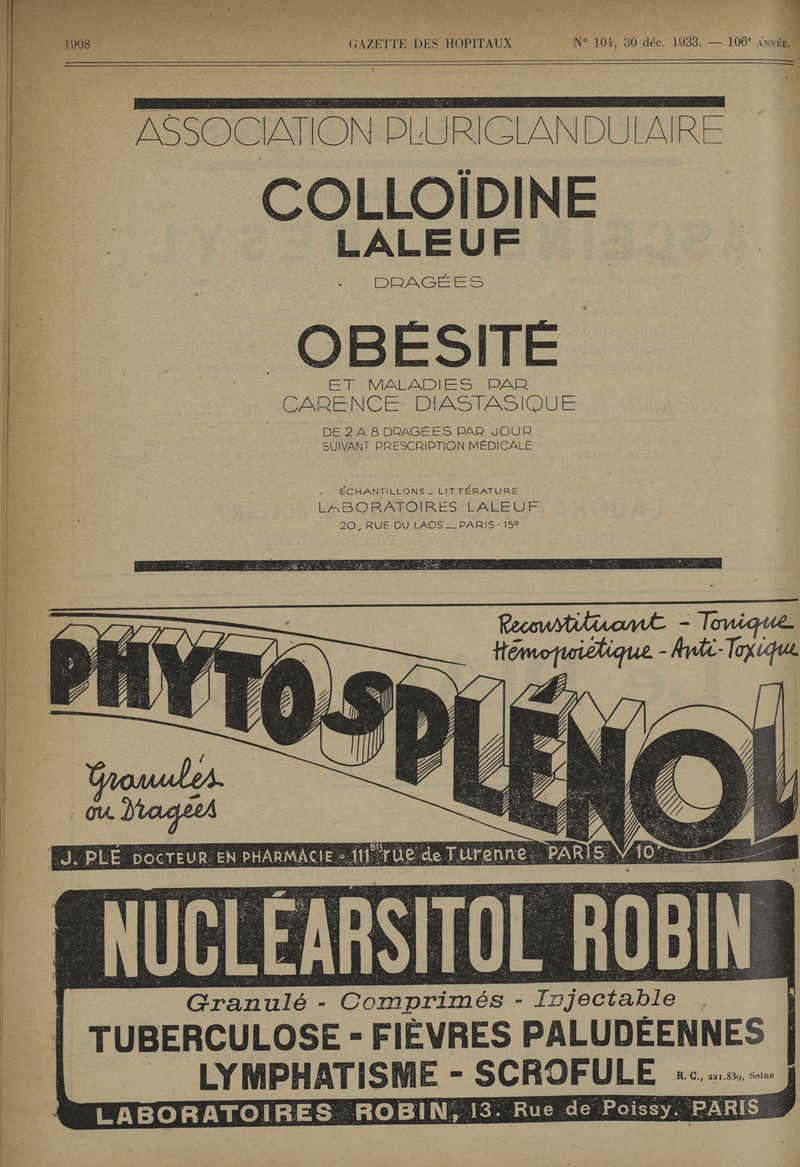 1908 GAZETTE DES HOPITAUX N° 104, 30 déc. 1933. — 106e ANNÉE.
ASSOCIATION PLURIGLANDULAIRE
COLLOÏDINE
LALEUF
DRAGÉES
OBÉSITÉ
ET MALADIES PAR
CARENCE DIASTASIQUE
DE 2 A 8 DRAGÉES PAR JOUR
SUIVANT PRESCRIPTION MÉDICALE
ÉCHANTILLONS _ LITTÉRATURE
LABORATOIRES LALEUF
20, RUE DU LAOS _ PARIS-15e
Reconstituant - Tonique
Hémopoiétique - Anti-Toxique
PHYTOSPLÉNOL
Granulés
ou Dragées
J. PLÉ DOCTEUR EN PHARMACIE - 111BIS rue de Turenne PARIS 10e
NUCLÉARSITOL ROBIN
Granulé - Comprimés - Injectable
TUBERCULOSE - FIÈVRES PALUDÉENNES
LYMPHATISME - SCROFULE R. C., 221.839, Seine
LABORATOIRES ROBIN, 13. Rue de Poissy. PARIS